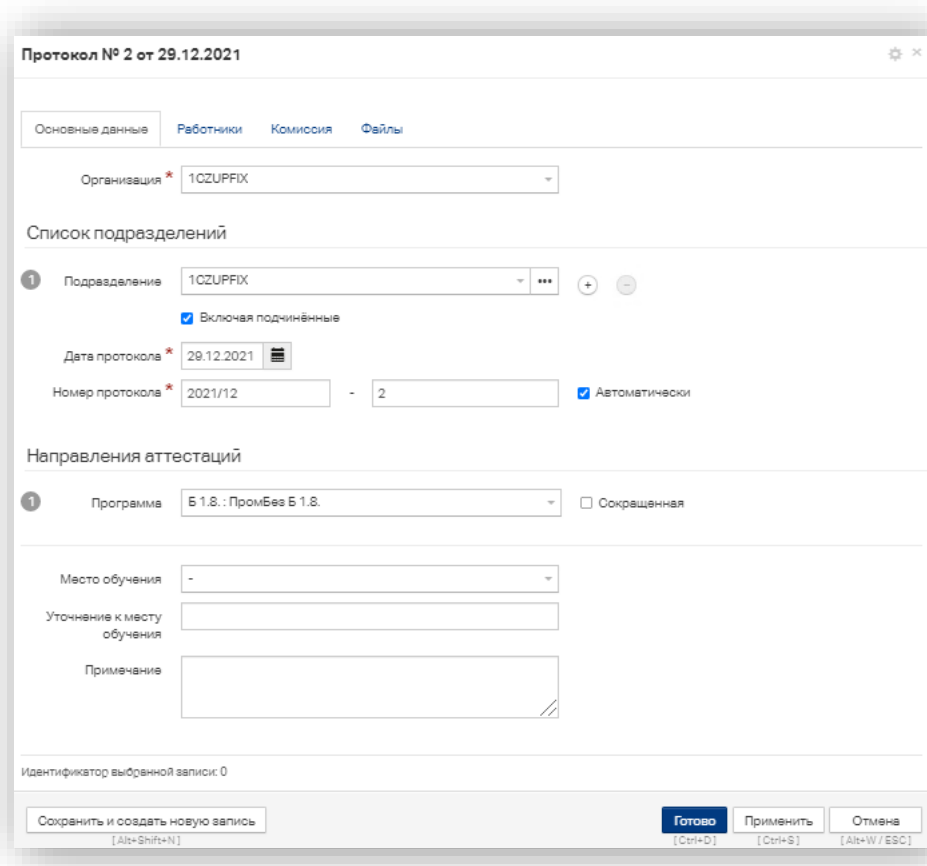 Протокол № 2 от 29.12.2021
Основные данные Работники Комиссия Файлы
Организация * 1CZUPFIX
Список подразделений
1 Подразделение 1CZUPFIX •••
Включая подчинённые
Дата протокола * 29.12.2021
Номер протокола * 2021/12 - 2 Автоматически
Направления аттестаций
1 Программа Б 1.8. : ПромБез Б 1.8. Сокращенная
Место обучения -
Уточнение к месту
обучения
Примечание
Идентификатор выбранной записи: 0
Сохранить и создать новую запись Готово Применить Отмена
[Alt+Shift+N] [Ctrl+D] [Ctrl+S] [Alt+W / ESC]